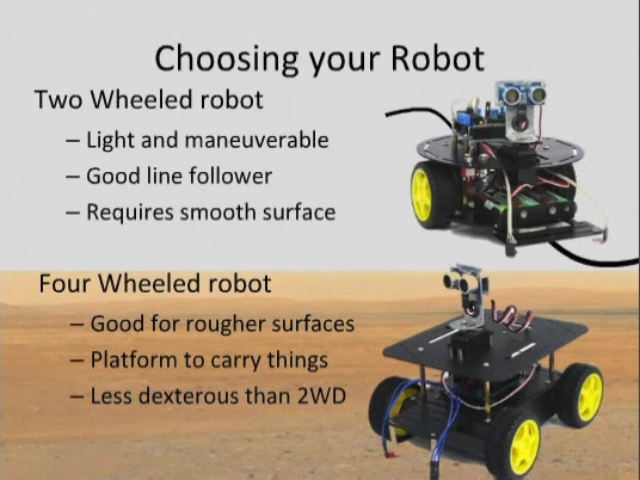 Choosing your Robot
Two Wheeled robot
– Light and maneuverable
– Good line follower
– Requires smooth surface
Four Wheeled robot
– Good for rougher surfaces
– Platform to carry things
– Less dexterous than 2WD